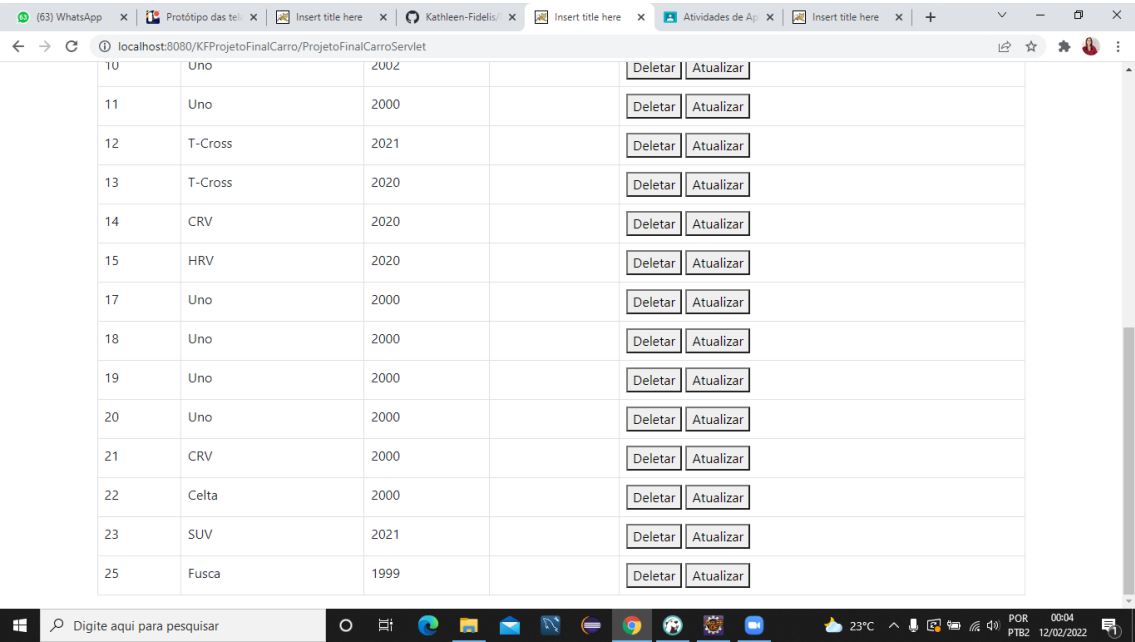 (63) WhatsApp
Protótipo das tel
Insert title here
Kathleen-Fidelis/
Insert title here
Atividades de Ap
Insert title here
localhost:8080/KFProjetoFinalCarro/ProjetoFinalCarroServlet
10 Uno 2002 Deletar Atualizar
11 Uno 2000 Deletar Atualizar
12 T-Cross 2021 Deletar Atualizar
13 T-Cross 2020 Deletar Atualizar
14 CRV 2020 Deletar Atualizar
15 HRV 2020 Deletar Atualizar
17 Uno 2000 Deletar Atualizar
18 Uno 2000 Deletar Atualizar
19 Uno 2000 Deletar Atualizar
20 Uno 2000 Deletar Atualizar
21 CRV 2000 Deletar Atualizar
22 Celta 2000 Deletar Atualizar
23 SUV 2021 Deletar Atualizar
25 Fusca 1999 Deletar Atualizar
Digite aqui para pesquisar
23°C
POR
PTB2
00:04
12/02/2022